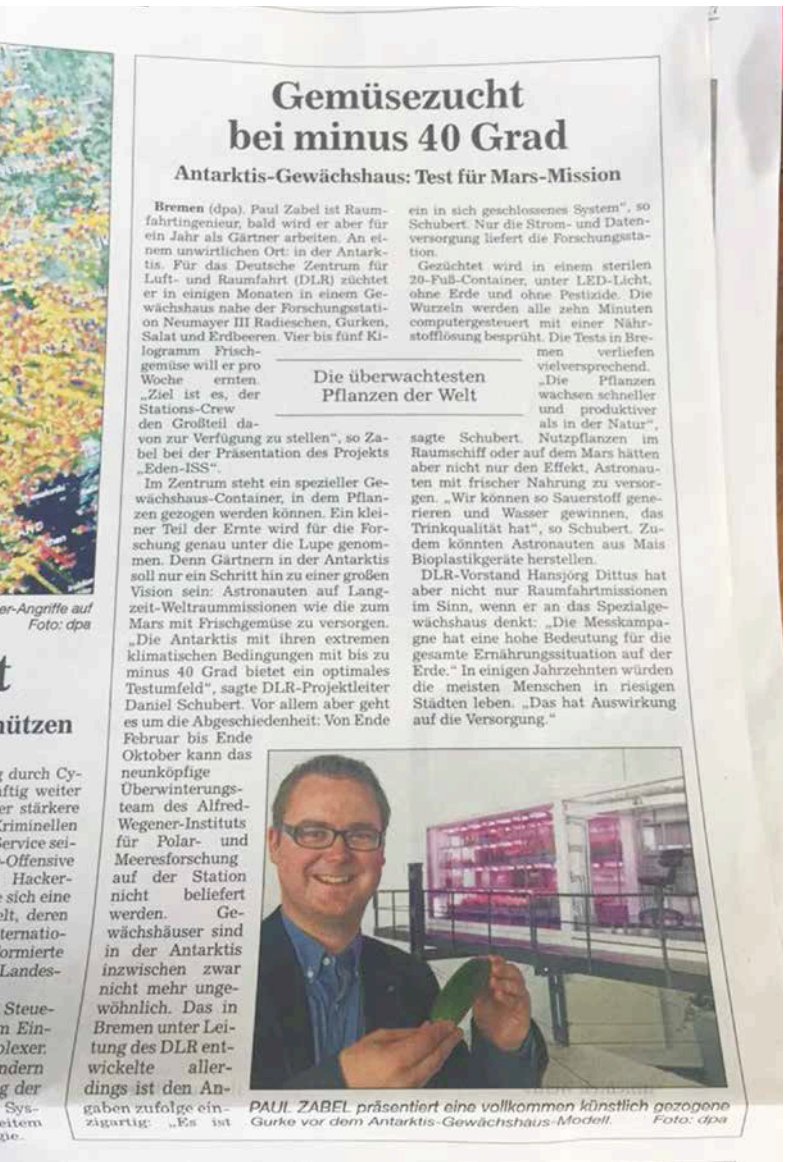 Gemüsezucht
bei minus 40 Grad
Antarktis-Gewächshaus: Test für Mars-Mission
Bremen (dpa). Paul Zabel ist Raum-
fahrtingenieur, bald wird er aber für
ein Jahr als Gärtner arbeiten. An ei-
nem unwirtlichen Ort: in der Antark-
tis. Für das Deutsche Zentrum für
Luft- und Raumfahrt (DLR) züchtet
er in einigen Monaten in einem Ge-
wächshaus nahe der Forschungsstati-
on Neumayer III Radieschen, Gurken,
Salat und Erdbeeren. Vier bis fünf Ki-
logramm Frisch-
gemüse will er pro
Woche ernten.
„Ziel ist es, der
Stations-Crew
den Großteil da-
von zur Verfügung zu stellen“, so Za-
bel bei der Präsentation des Projekts
„Eden-ISS“.
Im Zentrum steht ein spezieller Ge-
wächshaus-Container, in dem Pflan-
zen gezogen werden können. Ein klei-
ner Teil der Ernte wird für die For-
schung genau unter die Lupe genom-
men. Denn Gärtnern in der Antarktis
soll nur ein Schritt hin zu einer großen
Vision sein: Astronauten auf Lang-
zeit-Weltraummissionen wie die zum
Mars mit Frischgemüse zu versorgen.
„Die Antarktis mit ihren extremen
klimatischen Bedingungen mit bis zu
minus 40 Grad bietet ein optimales
Testumfeld“, sagte DLR-Projektleiter
Daniel Schubert. Vor allem aber geht
es um die Abgeschiedenheit: Von Ende
Februar bis Ende
Oktober kann das
neunköpfige
Überwinterungs-
team des Alfred-
Wegener-Instituts
für Polar- und
Meeresforschung
auf der Station
nicht beliefert
werden. Ge-
wächshäuser sind
in der Antarktis
inzwischen zwar
nicht mehr unge-
wöhnlich. Das in
Bremen unter Lei-
tung des DLR ent-
wickelte aller-
dings ist den An-
gaben zufolge ein-
zigartig: „Es ist
ein in sich geschlossenes System“, so
Schubert. Nur die Strom- und Daten-
versorgung liefert die Forschungssta-
tion.
Gezüchtet wird in einem sterilen
20-Fuß-Container, unter LED-Licht,
ohne Erde und ohne Pestizide. Die
Wurzeln werden alle zehn Minuten
computergesteuert mit einer Nähr-
stofflösung besprüht. Die Tests in Bre-
men verliefen
vielversprechend.
„Die Pflanzen
wachsen schneller
und produktiver
als in der Natur“,
sagte Schubert. Nutzpflanzen im
Raumschiff oder auf dem Mars hätten
aber nicht nur den Effekt, Astronau-
ten mit frischer Nahrung zu versor-
gen. „Wir können so Sauerstoff gene-
rieren und Wasser gewinnen, das
Trinkqualität hat“, so Schubert. Zu-
dem könnten Astronauten aus Mais
Bioplastikgeräte herstellen.
DLR-Vorstand Hansjörg Dittus hat
aber nicht nur Raumfahrtmissionen
im Sinn, wenn er an das Spezialge-
wächshaus denkt: „Die Messkampa-
gne hat eine hohe Bedeutung für die
gesamte Ernährungssituation auf der
Erde.“ In einigen Jahrzehnten würden
die meisten Menschen in riesigen
Städten leben. „Das hat Auswirkung
auf die Versorgung.“
Die überwachtesten
Pflanzen der Welt
PAUL ZABEL präsentiert eine vollkommen künstlich gezogene
Gurke vor dem Antarktis-Gewächshaus-Modell. Foto: dpa
er-Angriffe auf
Foto: dpa
t
nützen
g durch Cy-
ftig weiter
er stärkere
Kriminellen
Service sei-
-Offensive
Hacker-
e sich eine
elt, deren
ternatio-
formierte
Landes-
Steue-
n Ein-
plexer.
ndern
g der
Sys-
eitem
gie.